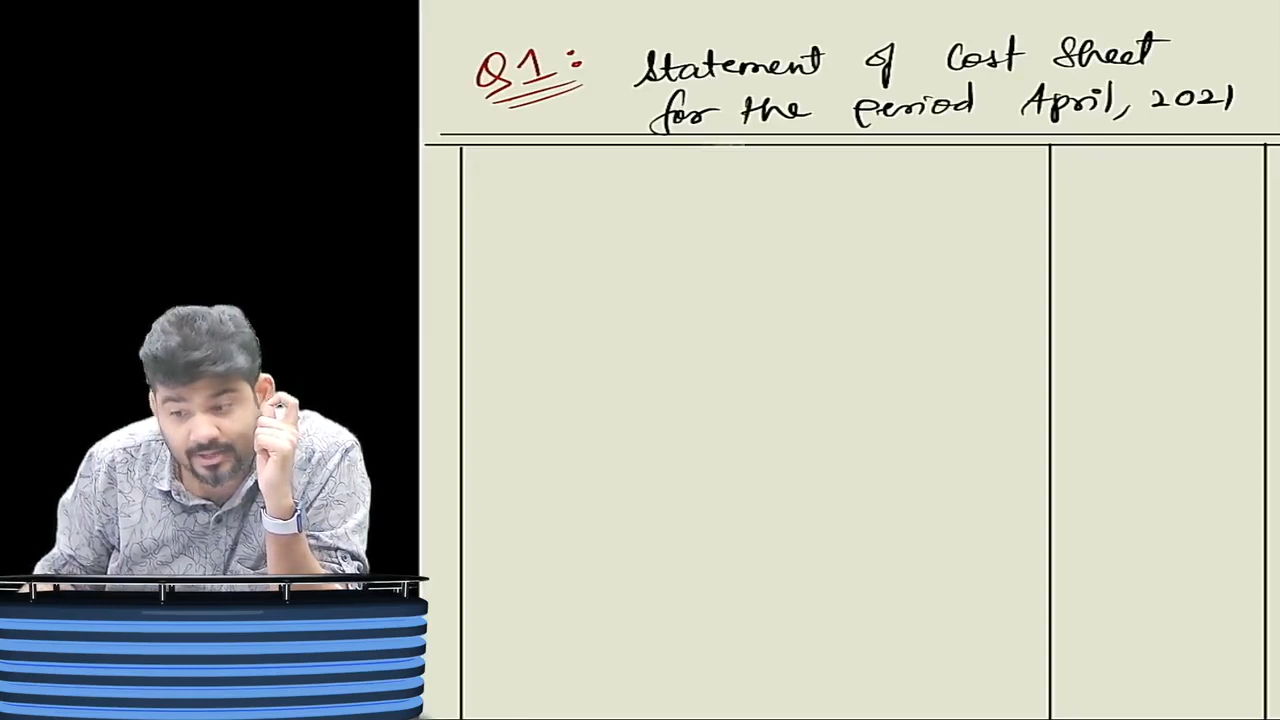 Q1: Statement of Cost Sheet
for the period April, 2021